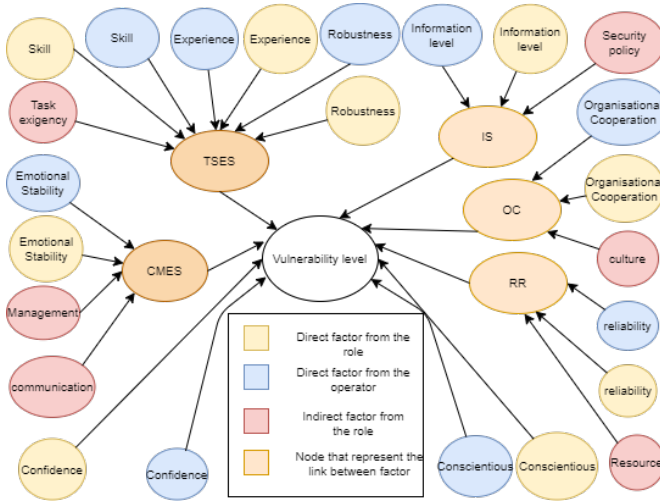 Skill
Skill
Experience
Experience
Robustness
Information
level
Information
level
Security
policy
Task
exigency
Robustness
Organisational
Cooperation
TSES
IS
Emotional
Stability
Organisational
Cooperation
OC
Emotional
Stability
CMES
Vulnerability level
culture
RR
Management
reliability
communication
reliability
Direct factor from the
role
Direct factor from the
operator
Indirect factor from
the role
Node that represent the
link between factor
Confidence
Confidence
Conscientious
Conscientious
Resource